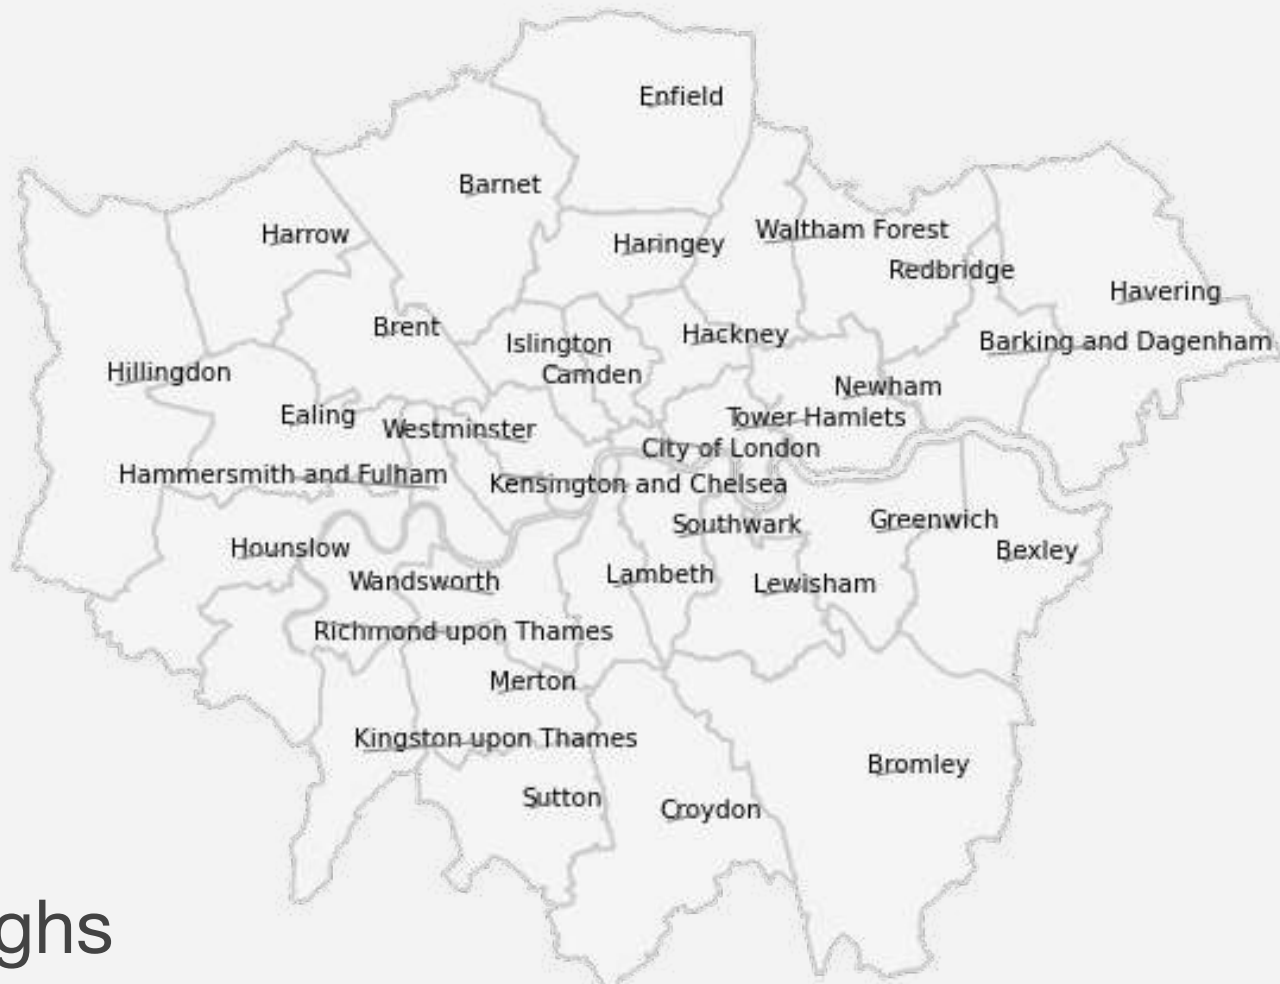 Enfield
Barnet
Waltham Forest
Harrow
Haringey
Redbridge
Havering
Brent
Hackney
Islington
Barking and Dagenham
Hillingdon
Camden
Newham
Ealing
Tower Hamlets
Westminster
City of London
Hammersmith and Fulham
Kensington and Chelsea
Greenwich
Southwark
Hounslow
Bexley
Lambeth
Wandsworth
Lewisham
Richmond upon Thames
Merton
Kingston upon Thames
Bromley
Sutton
Croydon
ghs